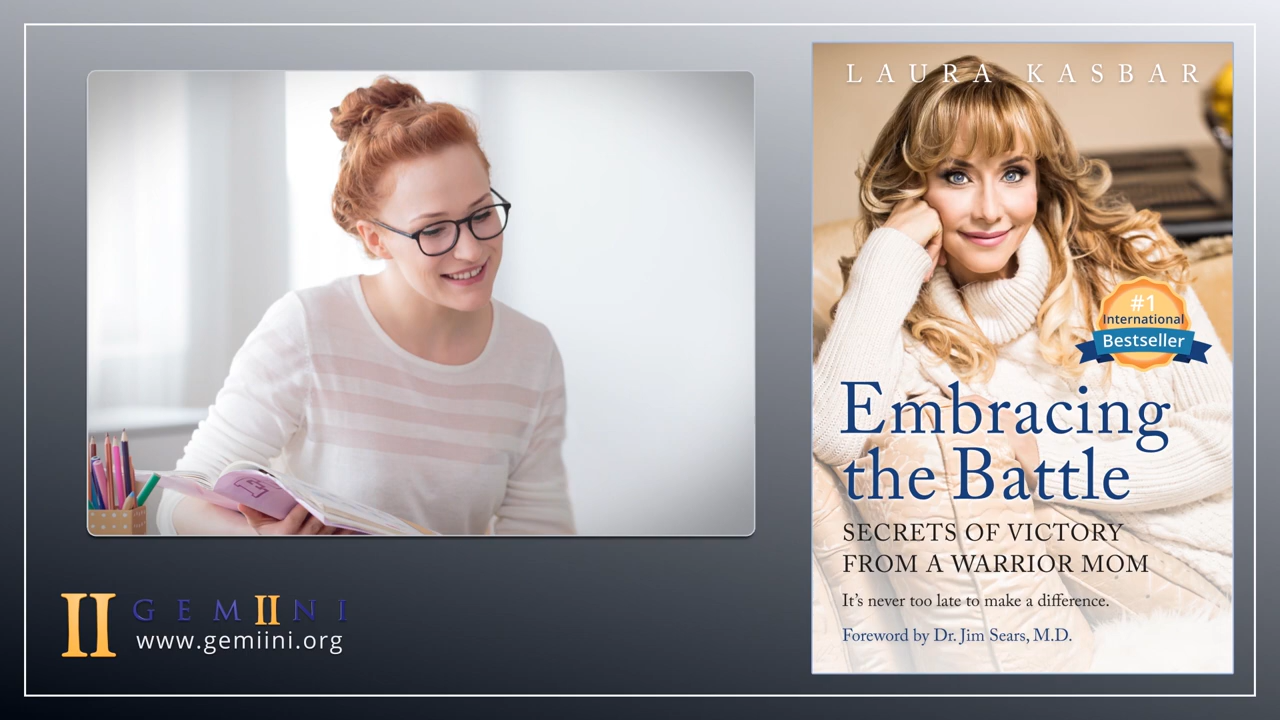 LAURA KASBAR
#1
International
Bestseller
Embracing
the Battle
SECRETS OF VICTORY
FROM A WARRIOR MOM
It's never too late to make a difference.
Foreword by Dr. Jim Sears, M.D.
II GEMIINI
www.gemiini.org